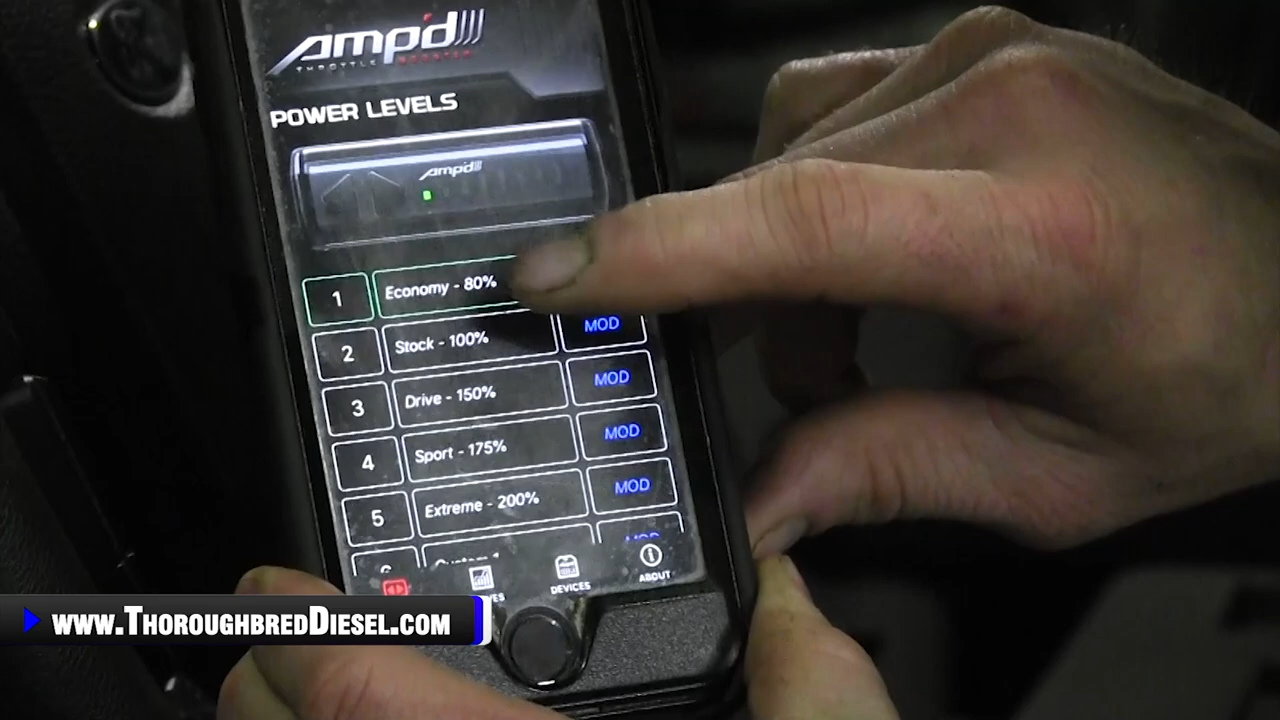 Amp'd
THROTTLE BOOSTER
POWER LEVELS
Amp'd
1 Economy - 80%
2 Stock - 100% MOD
3 Drive - 150% MOD
4 Sport - 175% MOD
5 Extreme - 200% MOD
DEVICES ABOUT
www.ThoroughbredDiesel.com